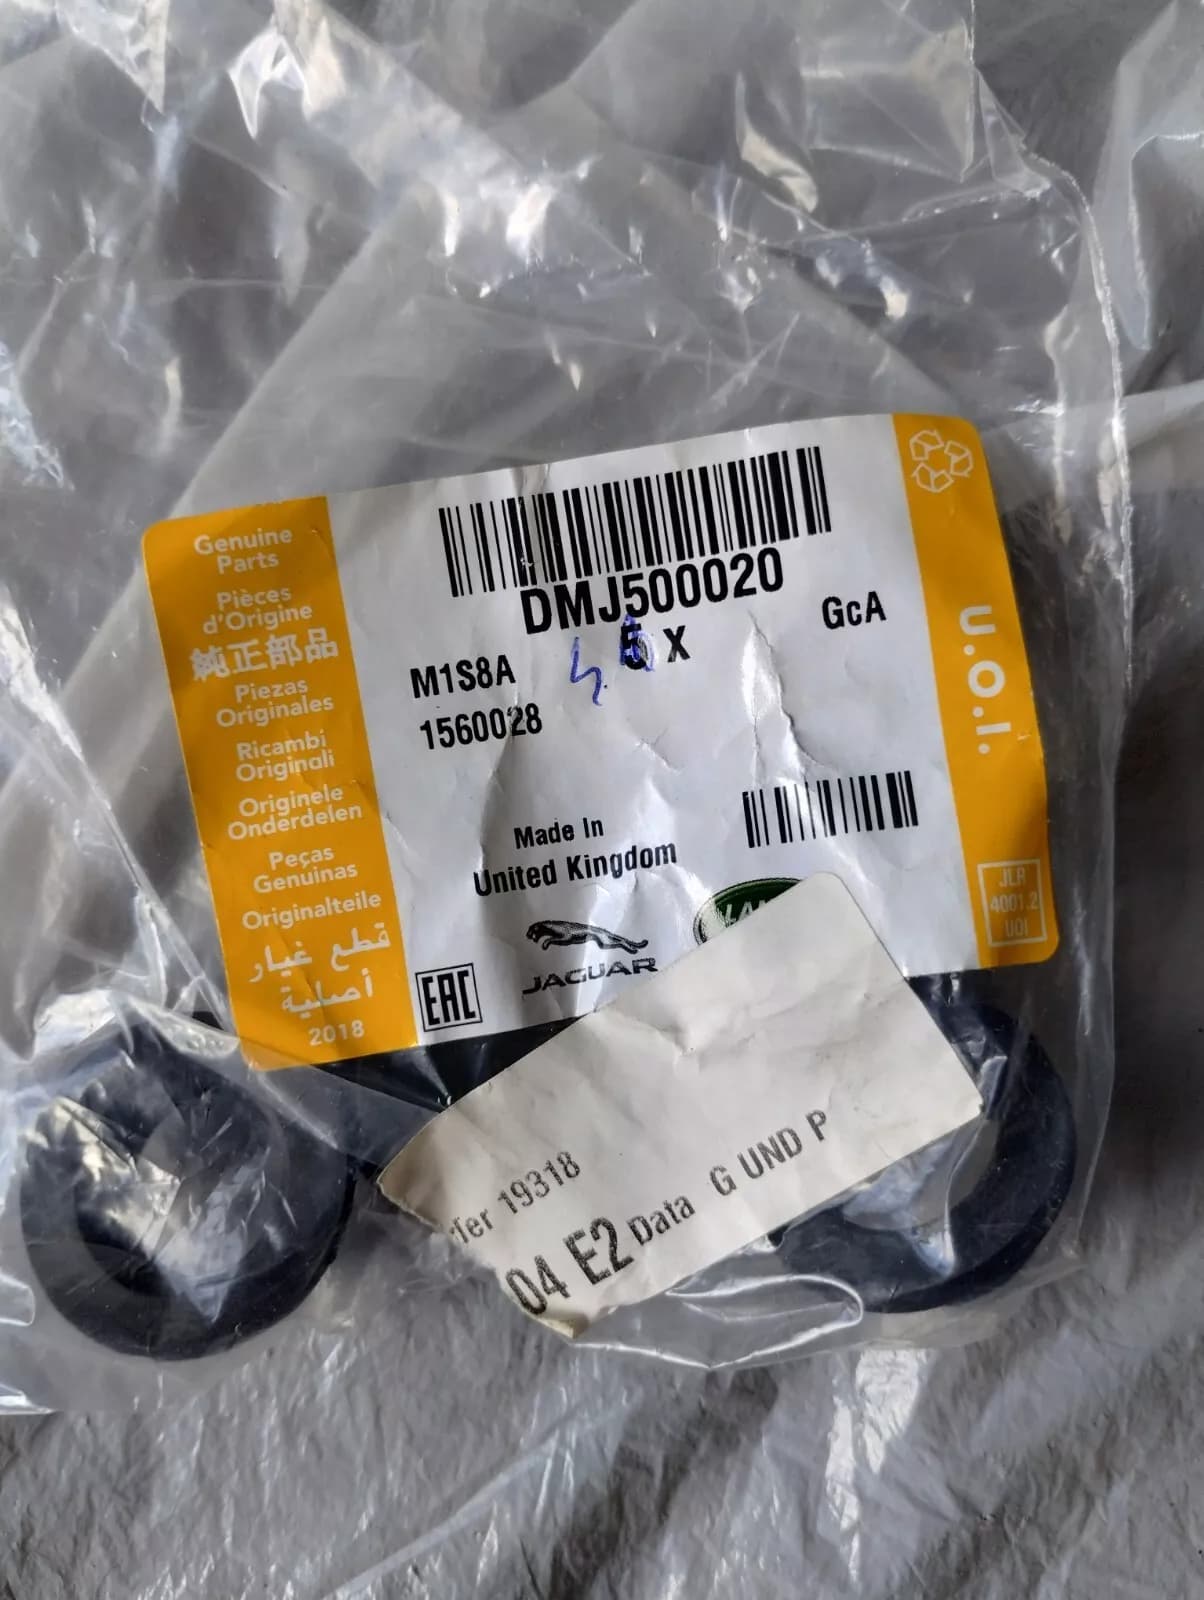 Genuine
Parts
Pièces
d'Origine
純正部品
Piezas
Originales
Ricambi
Originali
Originele
Onderdelen
Peças
Genuinas
Originalteile
قطع غيار
أصلية
2018
DMJ500020
5 X
GcA
M1S8A
1560028
Made In
United Kingdom
EAC
JAGUAR
U.O.I.
JLR
4001.2
UOI
19318
04 E2 Data G UND P